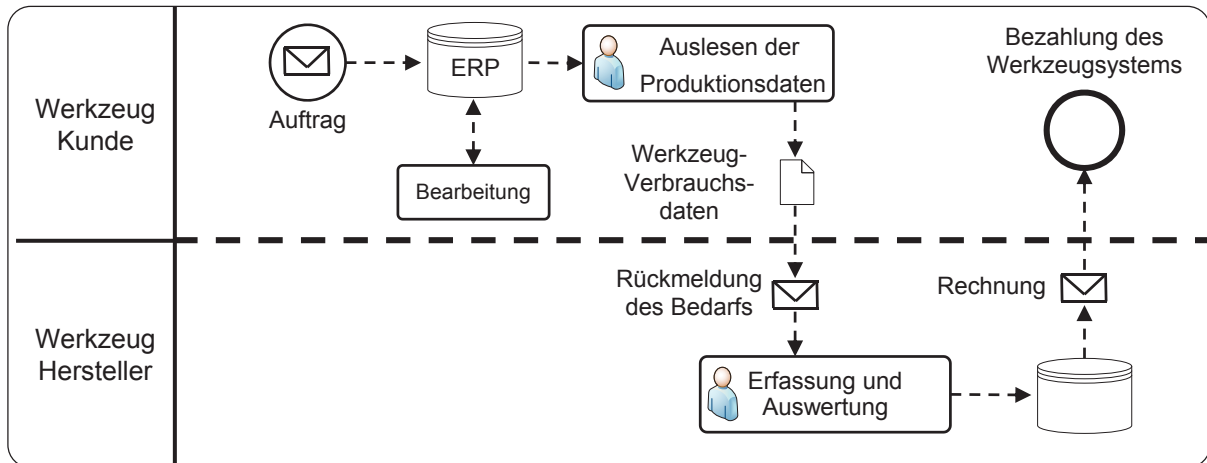 Werkzeug
Kunde
Auftrag
ERP
Bearbeitung
Auslesen der
Produktionsdaten
Werkzeug-
Verbrauchs-
daten
Bezahlung des
Werkzeugsystems
Werkzeug
Hersteller
Rückmeldung
des Bedarfs
Erfassung und
Auswertung
Rechnung